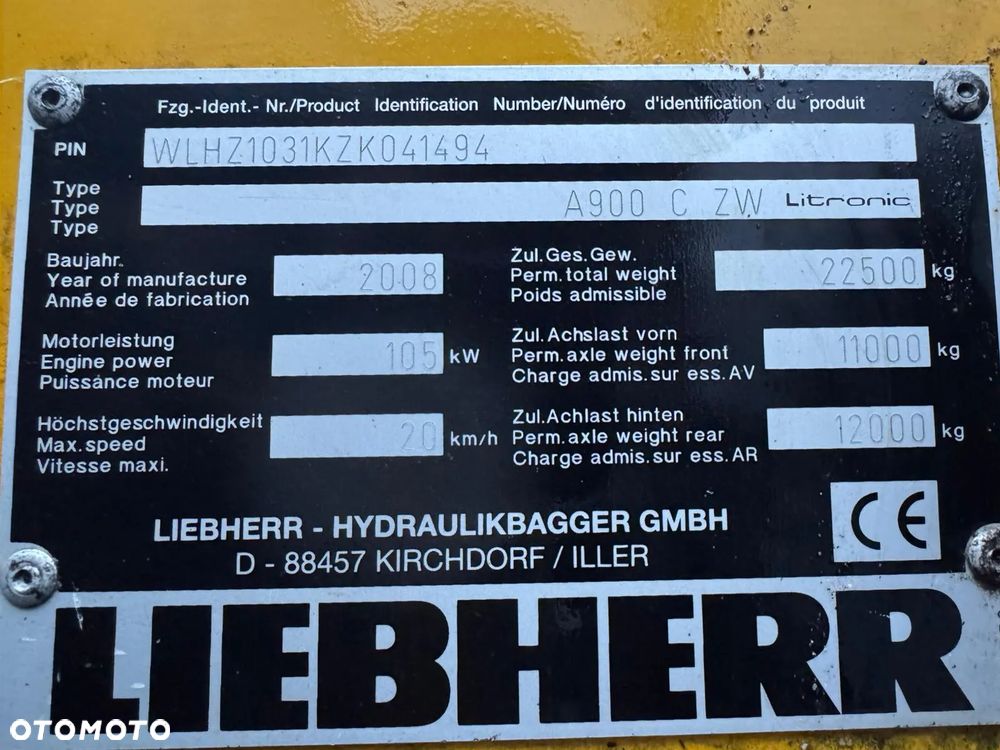 Fzg.-Ident.- Nr./Product Identification Number/Numéro d'identification du produit
PIN WLHZ1031KZK041494
Type
Type A900 C ZW Litronic
Type
Baujahr.
Year of manufacture 2008
Année de fabrication
Zul.Ges.Gew.
Perm.total weight 22500 kg
Poids admissible
Motorleistung
Engine power 105 kW
Puissance moteur
Zul.Achslast vorn
Perm.axle weight front 11000 kg
Charge admis.sur ess.AV
Höchstgeschwindigkeit
Max.speed 20 km/h
Vitesse maxi.
Zul.Achlast hinten
Perm.axle weight rear 12000 kg
Charge admis.sur ess.AR
LIEBHERR - HYDRAULIKBAGGER GMBH
D - 88457 KIRCHDORF / ILLER
CE
LIEBHERR
OTOMOTO